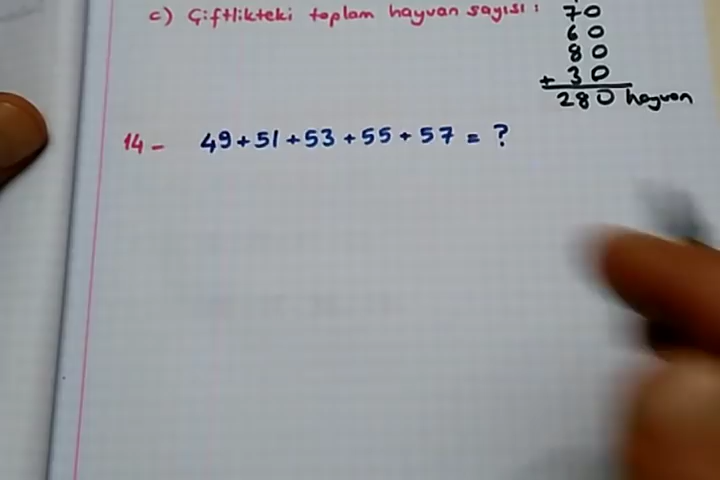 c) Çiftlikteki toplam hayvan sayısı:
70
60
80
+ 30
280 hayvan
14- 49+51+53+55+57 = ?